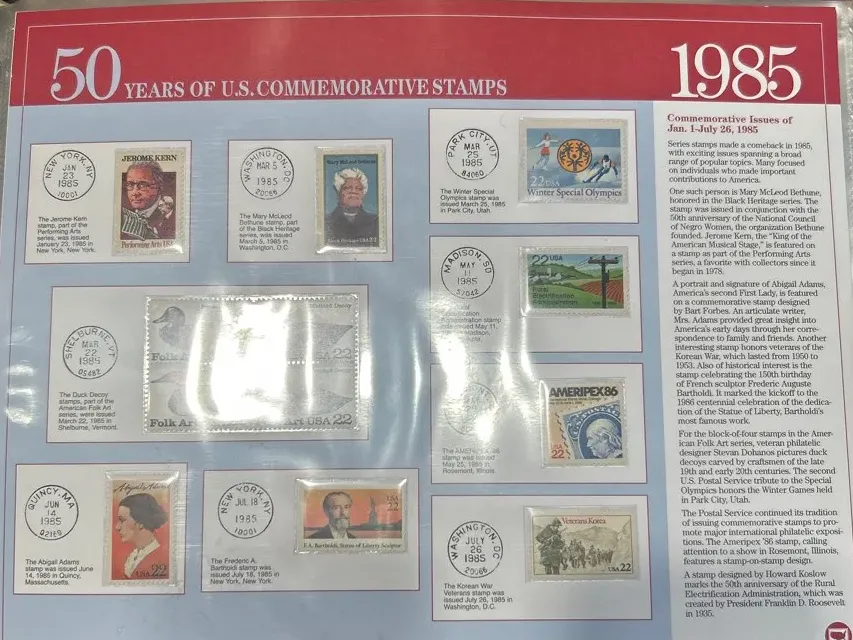 50 YEARS OF U.S. COMMEMORATIVE STAMPS
1985
NEW YORK, NY
JAN
23
1985
10001
JEROME KERN
Performing Arts USA
The Jerome Kern
stamp, part of the
Performing Arts
series, was issued
January 23, 1985 in
New York, New York.
WASHINGTON, DC
MAR 5
1985
20066
Mary McLeod Bethune
Black Heritage USA 22
The Mary McLeod
Bethune stamp, part
of the Black Heritage
series, was issued
March 5, 1985 in
Washington, D.C.
SHELBURNE, VT
MAR
22
1985
05482
Decoy
Folk A
USA 22
Folk Ar
Art USA 22
The Duck Decoy
stamps, part of the
American Folk Art
series, were issued
March 22, 1985 in
Shelburne, Vermont.
QUINCY, MA
JUN
14
1985
02169
Abigail Adams
USA 22
The Abigail Adams
stamp was issued June
14, 1985 in Quincy,
Massachusetts.
NEW YORK, NY
JUL 18
1985
10001
USA
22
F.A. Bartholdi, Statue of Liberty Sculptor
The Frederic A.
Bartholdi stamp was
issued July 18, 1985 in
New York, New York.
PARK CITY, UT
MAR
25
1985
84060
22 USA
Winter Special Olympics
The Winter Special
Olympics stamp was
issued March 25, 1985
in Park City, Utah.
MADISON, SD
MAY
11
1985
57042
22 USA
Rural
Electrification
Administration
stamp
issued May 11,
AMERIPEX 86
USA
22
The AMERIPEX 86
stamp was issued
May 25, 1985 in
Rosemont, Illinois.
WASHINGTON, DC
JULY
26
1985
20066
Veterans Korea
USA 22
The Korean War
Veterans stamp was
issued July 26, 1985 in
Washington, D.C.
Commemorative Issues of
Jan. 1-July 26, 1985
Series stamps made a comeback in 1985,
with exciting issues spanning a broad
range of popular topics. Many focused
on individuals who made important
contributions to America.
One such person is Mary McLeod Bethune,
honored in the Black Heritage series. The
stamp was issued in conjunction with the
50th anniversary of the National Council
of Negro Women, the organization Bethune
founded. Jerome Kern, the "King of the
American Musical Stage," is featured on
a stamp as part of the Performing Arts
series, a favorite with collectors since it
began in 1978.
A portrait and signature of Abigail Adams,
America's second First Lady, is featured
on a commemorative stamp designed
by Bart Forbes. An articulate writer,
Mrs. Adams provided great insight into
America's early days through her corre-
spondence to family and friends. Another
interesting stamp honors veterans of the
Korean War, which lasted from 1950 to
1953. Also of historical interest is the
stamp celebrating the 150th birthday
of French sculptor Frederic Auguste
Bartholdi. It marked the kickoff to the
1986 centennial celebration of the dedica-
tion of the Statue of Liberty, Bartholdi's
most famous work.
For the block-of-four stamps in the Amer-
ican Folk Art series, veteran philatelic
designer Stevan Dohanos pictures duck
decoys carved by craftsmen of the late
19th and early 20th centuries. The second
U.S. Postal Service tribute to the Special
Olympics honors the Winter Games held
in Park City, Utah.
The Postal Service continued its tradition
of issuing commemorative stamps to pro-
mote major international philatelic exposi-
tions. The Ameripex '86 stamp, calling
attention to a show in Rosemont, Illinois,
features a stamp-on-stamp design.
A stamp designed by Howard Koslow
marks the 50th anniversary of the Rural
Electrification Administration, which was
created by President Franklin D. Roosevelt
in 1935.